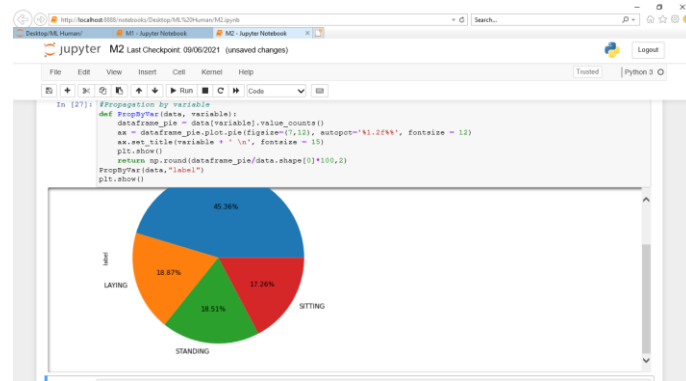 http://localhost:8888/notebooks/Desktop/ML%20Human/M2.ipynb
Search...
Desktop/ML Human/
M1 - Jupyter Notebook
M2 - Jupyter Notebook
jupyter M2 Last Checkpoint: 09/06/2021 (unsaved changes)
Logout
File Edit View Insert Cell Kernel Help
Trusted Python 3
Run Code
In [27]: #Propagation by variable
def PropByVar(data, variable):
dataframe_pie = data[variable].value_counts()
ax = dataframe_pie.plot.pie(figsize=(7,12), autopct='%1.2f%%', fontsize = 12)
ax.set_title(variable + ' \n', fontsize = 15)
plt.show()
return np.round(dataframe_pie/data.shape[0]*100,2)
PropByVar(data,"label")
plt.show()
45.36%
label
18.87%
17.26%
LAYING
18.51%
SITTING
STANDING